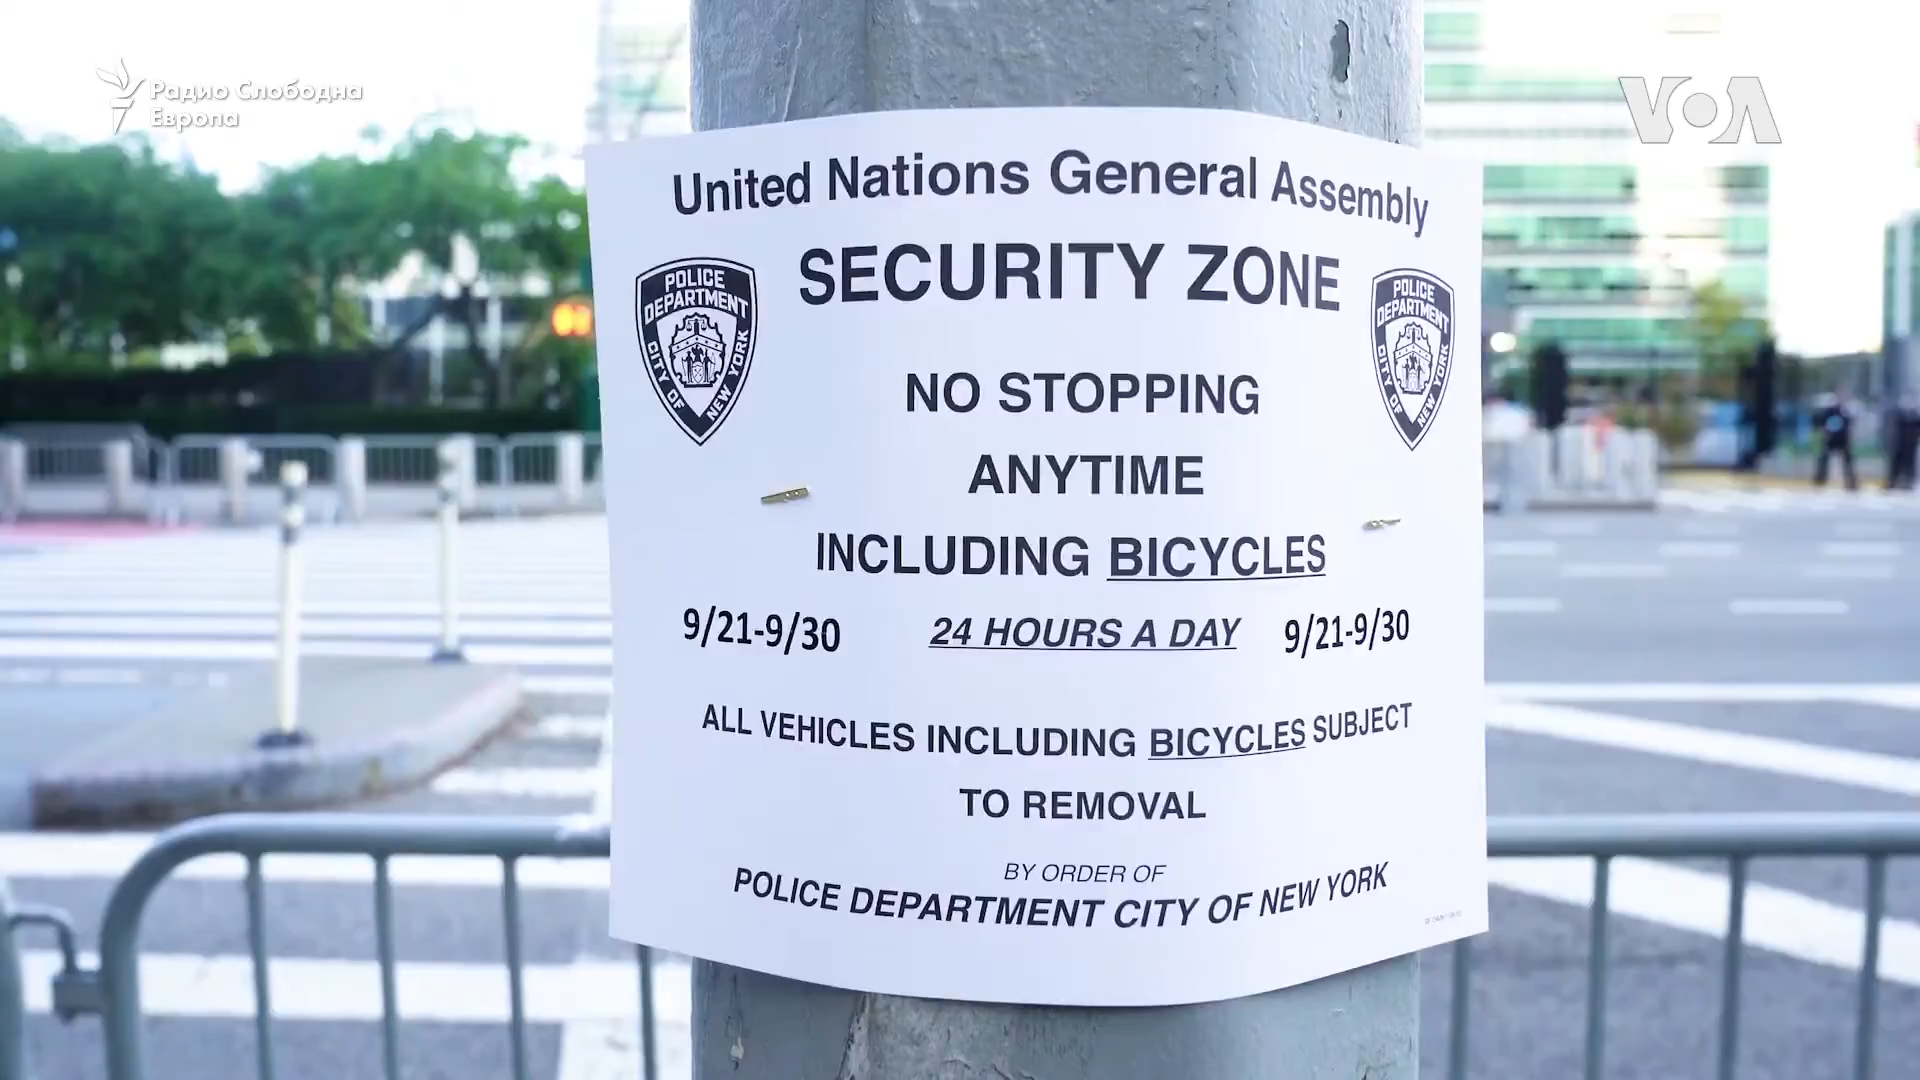 Радио Слободна
Европа
VOA
United Nations General Assembly
SECURITY ZONE
POLICE
DEPARTMENT
CITY OF
NEW YORK
POLICE
DEPARTMENT
CITY OF
NEW YORK
NO STOPPING
ANYTIME
INCLUDING BICYCLES
9/21-9/30 24 HOURS A DAY 9/21-9/30
ALL VEHICLES INCLUDING BICYCLES SUBJECT
TO REMOVAL
BY ORDER OF
POLICE DEPARTMENT CITY OF NEW YORK